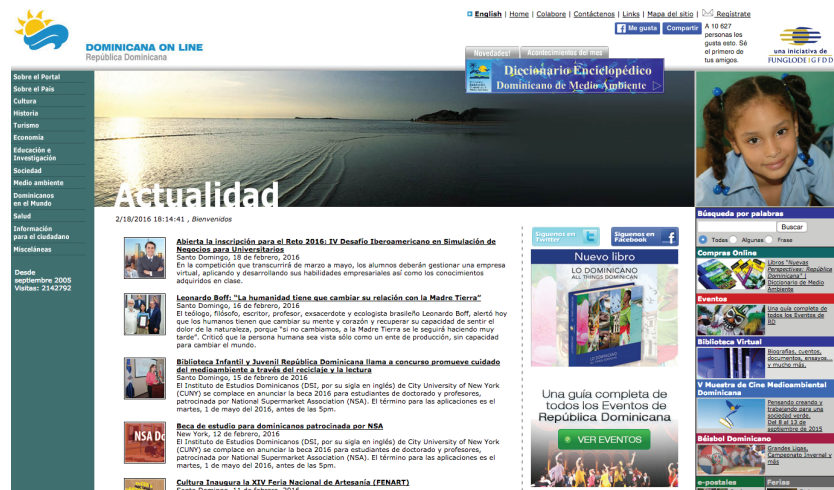 English | Home | Colabore | Contáctenos | Links | Mapa del sitio | Regístrate
Me gusta Compartir
A 10 627
personas les
gusta esto. Sé
el primero de
tus amigos.
DOMINICANA ON LINE
República Dominicana
Novedades! Acontecimientos del mes
Diccionario Enciclopédico
Dominicano de Medio Ambiente
una iniciativa de
FUNGLODE|GFDD
Sobre el Portal
Sobre el País
Cultura
Historia
Turismo
Economía
Educación e
Investigación
Sociedad
Medio ambiente
Dominicanos
en el Mundo
Salud
Información
para el ciudadano
Misceláneas
Desde
septiembre 2005
Visitas: 2142792
Actualidad
2/18/2016 18:14:41 , Bienvenidos
Abierta la inscripción para el Reto 2016: IV Desafío Iberoamericano en Simulación de
Negocios para Universitarios
Santo Domingo, 18 de febrero, 2016
En la competición que transcurrirá de marzo a mayo, los alumnos deberán gestionar una empresa
virtual, aplicando y desarrollando sus habilidades empresariales así como los conocimientos
adquiridos en clase.
Leonardo Boff: "La humanidad tiene que cambiar su relación con la Madre Tierra"
Santo Domingo, 16 de febrero, 2016
El teólogo, filósofo, escritor, profesor, exsacerdote y ecologista brasileño Leonardo Boff, alertó hoy
que los humanos tienen que cambiar su mente y corazón y recuperar su capacidad de sentir el
dolor de la naturaleza, porque "si no cambiamos, a la Madre Tierra se le seguirá haciendo muy
tarde". Criticó que la persona humana sea vista sólo como un ente de producción, sin capacidad
para cambiar el mundo.
Biblioteca Infantil y Juvenil República Dominicana llama a concurso promueve cuidado
del medioambiente a través del reciclaje y la lectura
Santo Domingo, 15 de febrero de 2016
El Instituto de Estudios Dominicanos (DSI, por su sigla en inglés) de City University of New York
(CUNY) se complace en anunciar la beca 2016 para estudiantes de doctorado y profesores,
patrocinada por National Supermarket Association (NSA). El término para las aplicaciones es el
martes, 1 de mayo del 2016, antes de las 5pm.
NSA Do
Beca de estudio para dominicanos patrocinada por NSA
New York, 12 de febrero, 2016
El Instituto de Estudios Dominicanos (DSI, por su sigla en inglés) de City University of New York
(CUNY) se complace en anunciar la beca 2016 para estudiantes de doctorado y profesores,
patrocinada por National Supermarket Association (NSA). El término para las aplicaciones es el
martes, 1 de mayo del 2016, antes de las 5pm.
Cultura Inaugura la XIV Feria Nacional de Artesanía (FENART)
Santo Domingo, 11 de febrero, 2016
Síguenos en
Twitter
Síguenos en
Facebook
Nuevo libro
LO DOMINICANO
ALL THINGS DOMINICAN
LO DOMINICANO
Una guía completa de
todos los Eventos de
República Dominicana
VER EVENTOS
Búsqueda por palabras
Buscar
Todas Algunas Frase
Compras Online
Libros "Nuevas
Perspectivas: República
Dominicana" |
Diccionario de Medio
Ambiente
Eventos
Una guía completa de
todos los Eventos de
RD
Biblioteca Virtual
Biografías, cuentos,
documentos, ensayos...
y mucho más.
V Muestra de Cine Medioambiental
Dominicana
Pensando creando y
trabajando para una
sociedad verde.
Del 8 al 13 de
septiembre de 2015
Béisbol Dominicano
Grandes Ligas,
Campeonato Invernal y
más
e-postales Ferias